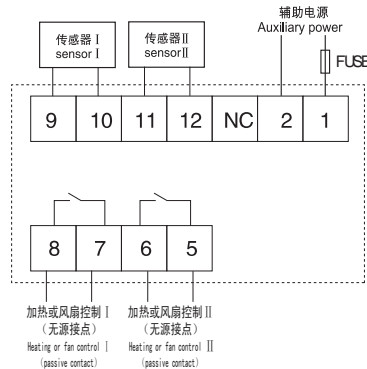 辅助电源
Auxiliary power
传感器Ⅰ
sensorⅠ
传感器Ⅱ
sensorⅡ
FUSE
9 10 11 12 NC 2 1
8 7 6 5
加热或风扇控制Ⅰ
（无源接点）
Heating or fan control Ⅰ
(passive contact)
加热或风扇控制Ⅱ
（无源接点）
Heating or fan control Ⅱ
(passive contact)